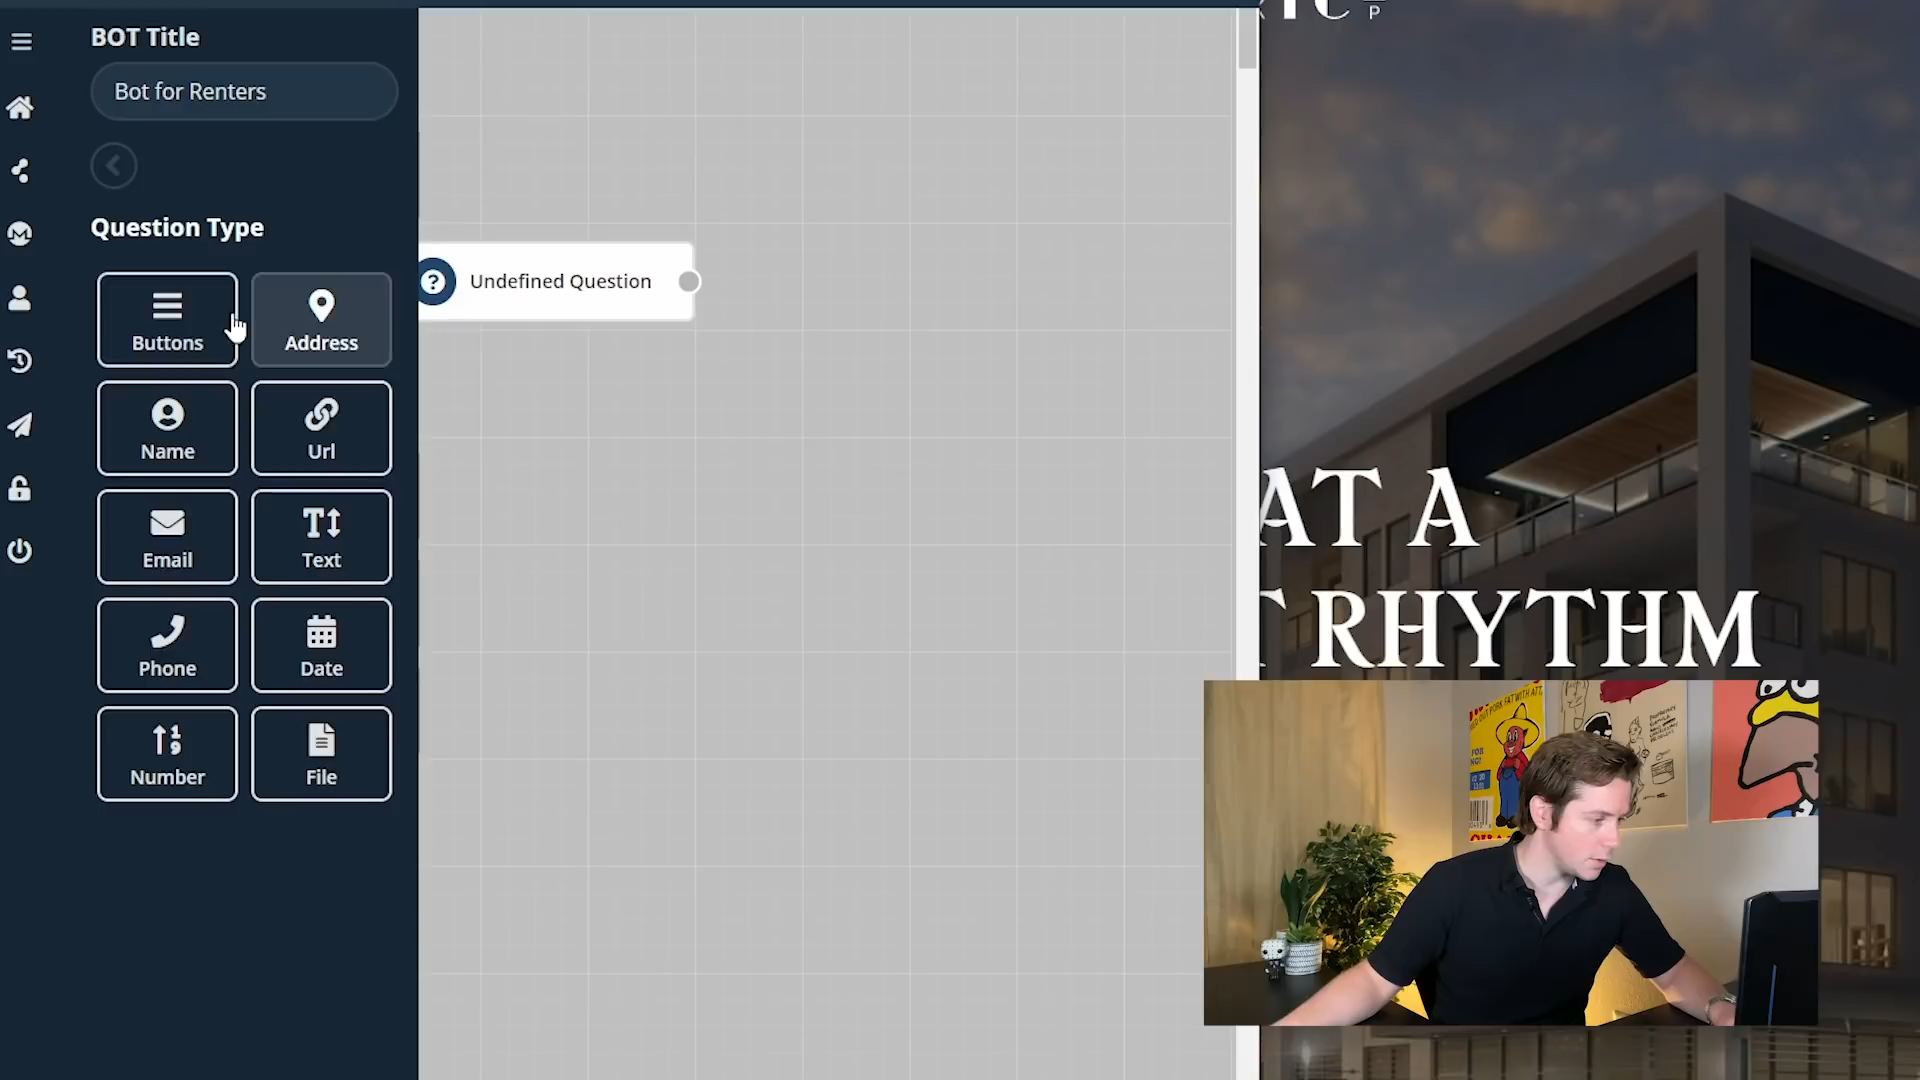 BOT Title
Bot for Renters
Question Type
Buttons
Address
Name
Url
Email
Text
Phone
Date
Number
File
Undefined Question
P
AT A
RHYTHM
FOR